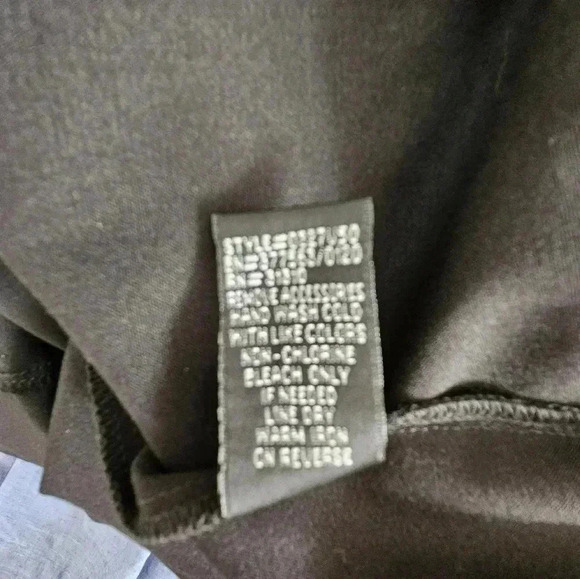 REMOVE ACCESSORIES
HAND WASH COLD
WITH LIKE COLORS
NON-CHLORINE
BLEACH ONLY
IF NEEDED
LINE DRY
WARM IRON
ON REVERSE